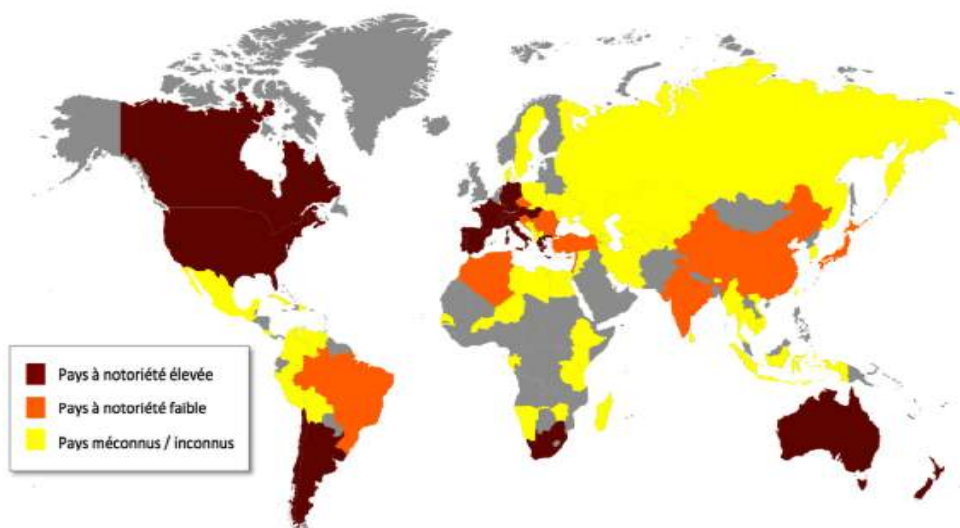 Pays à notoriété élevée
Pays à notoriété faible
Pays méconnus / inconnus